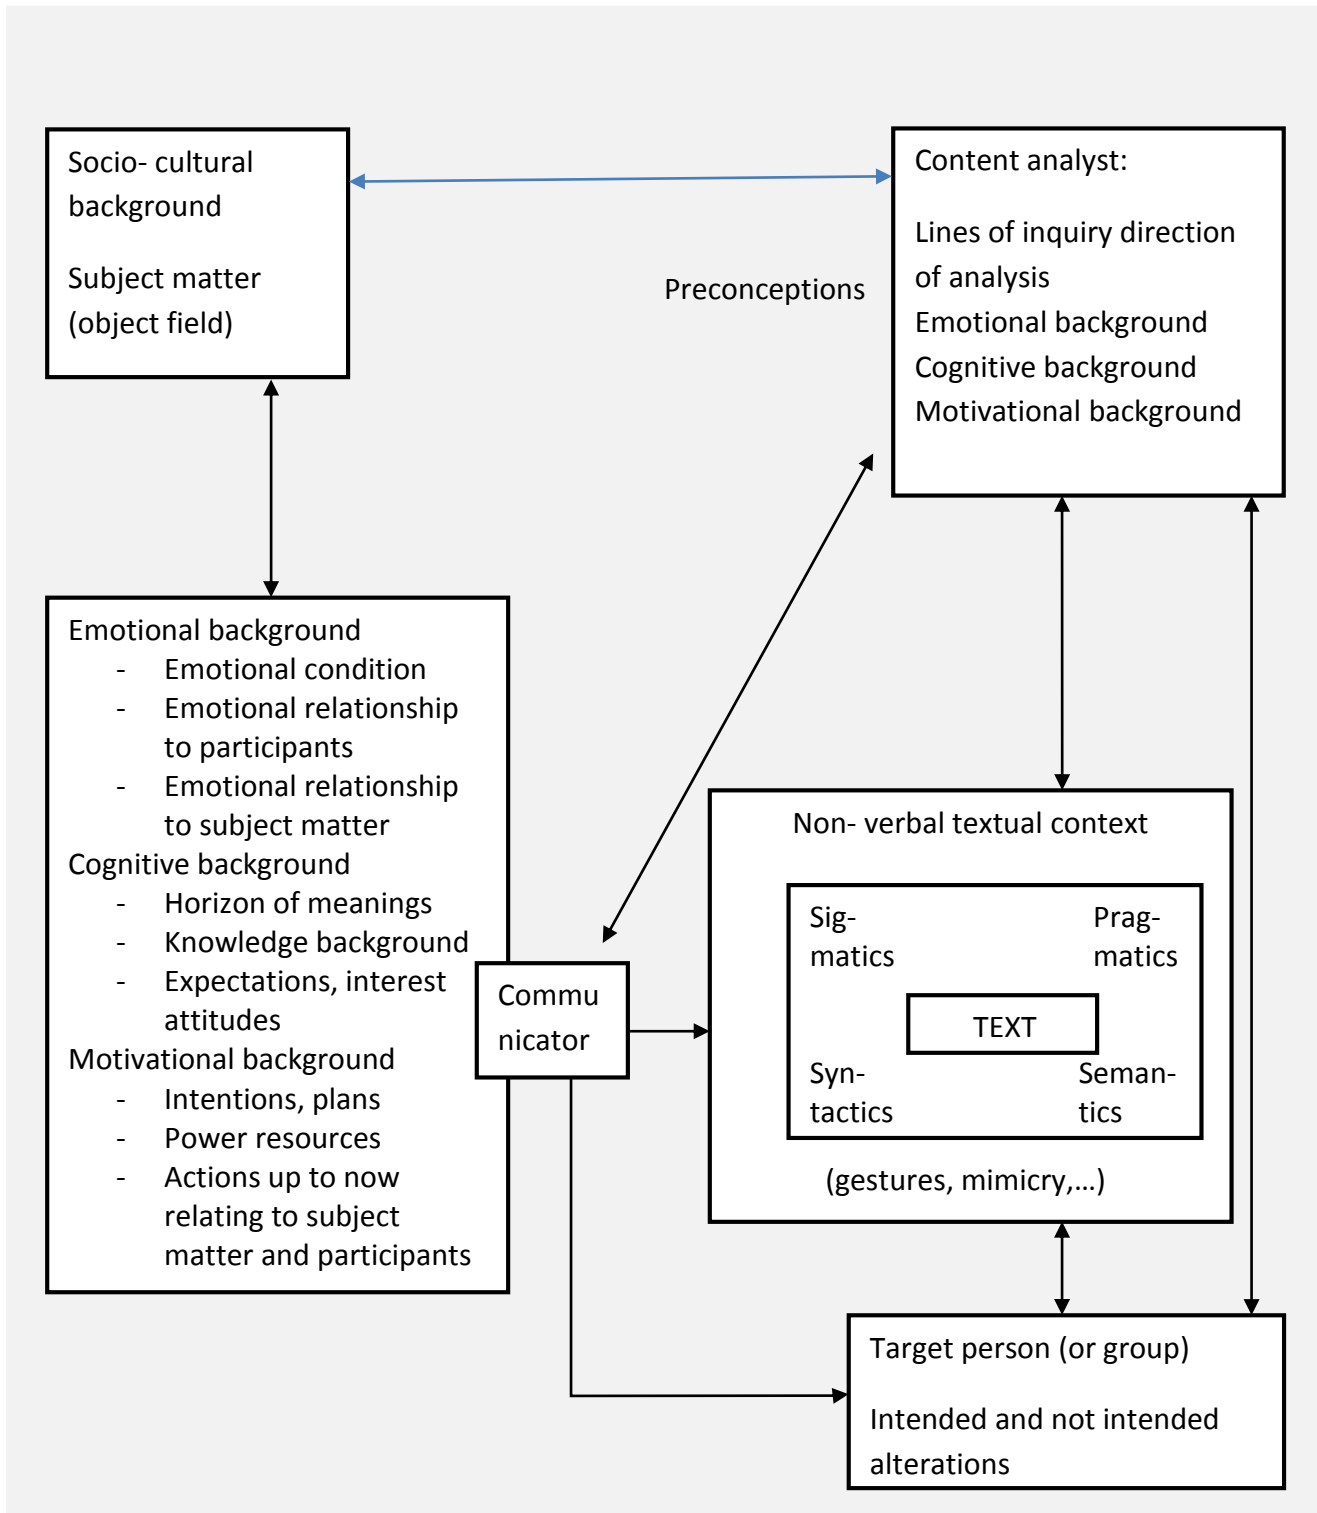 Socio- cultural
background
Subject matter
(object field)
Content analyst:
Lines of inquiry direction
of analysis
Emotional background
Cognitive background
Motivational background
Preconceptions
Emotional background
- Emotional condition
- Emotional relationship
to participants
- Emotional relationship
to subject matter
Cognitive background
- Horizon of meanings
- Knowledge background
- Expectations, interest
attitudes
Motivational background
- Intentions, plans
- Power resources
- Actions up to now
relating to subject
matter and participants
Commu
nicator
Non- verbal textual context
Sig-
matics
Prag-
matics
TEXT
Syn-
tactics
Seman-
tics
(gestures, mimicry,…)
Target person (or group)
Intended and not intended
alterations